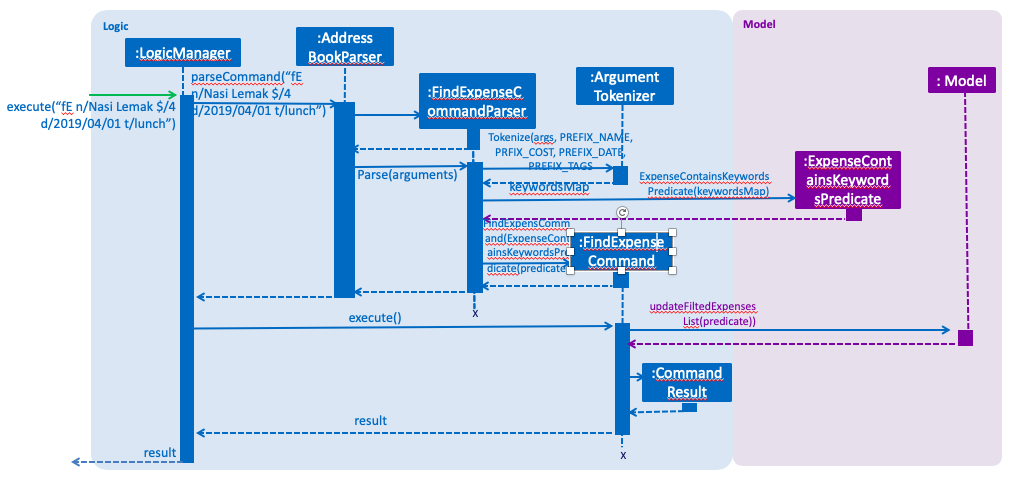 Logic
Model
:LogicManager
:Address
BookParser
:FindExpenseC
ommandParser
:Argument
Tokenizer
: Model
parseCommand("fE
n/Nasi Lemak $/4
d/2019/04/01 t/lunch")
execute("fE n/Nasi Lemak $/4
d/2019/04/01 t/lunch")
Tokenize(args, PREFIX_NAME,
PRFIX_COST, PREFIX_DATE,
PREFIX_TAGS
Parse(arguments)
keywordsMap
ExpenseContainsKeywords
Predicate(keywordsMap)
:ExpenseCont
ainsKeyword
sPredicate
FindExpensComm
and(ExpenseCont
ainsKeywordsPre
dicate(predicate
:FindExpense
Command
x
execute()
updateFiltedExpenses
List(predicate))
:Command
Result
result
x
result